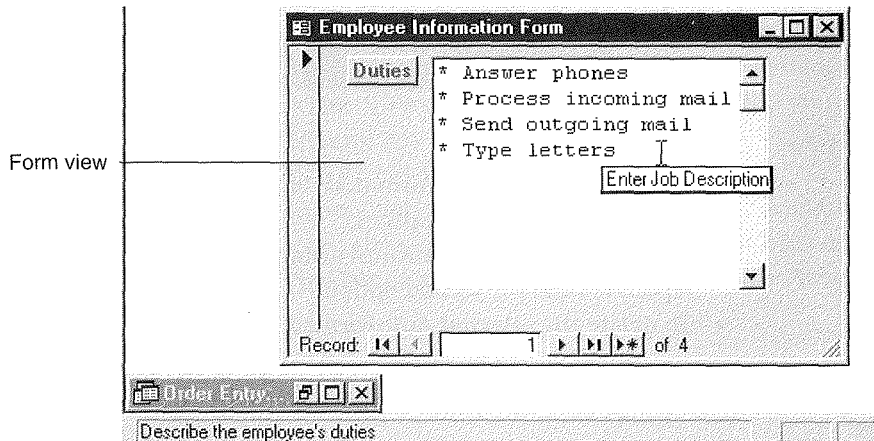 Employee Information Form
Duties
* Answer phones
* Process incoming mail
* Send outgoing mail
* Type letters
Enter Job Description
Form view
Record: 1 of 4
Order Entry...
Describe the employee's duties